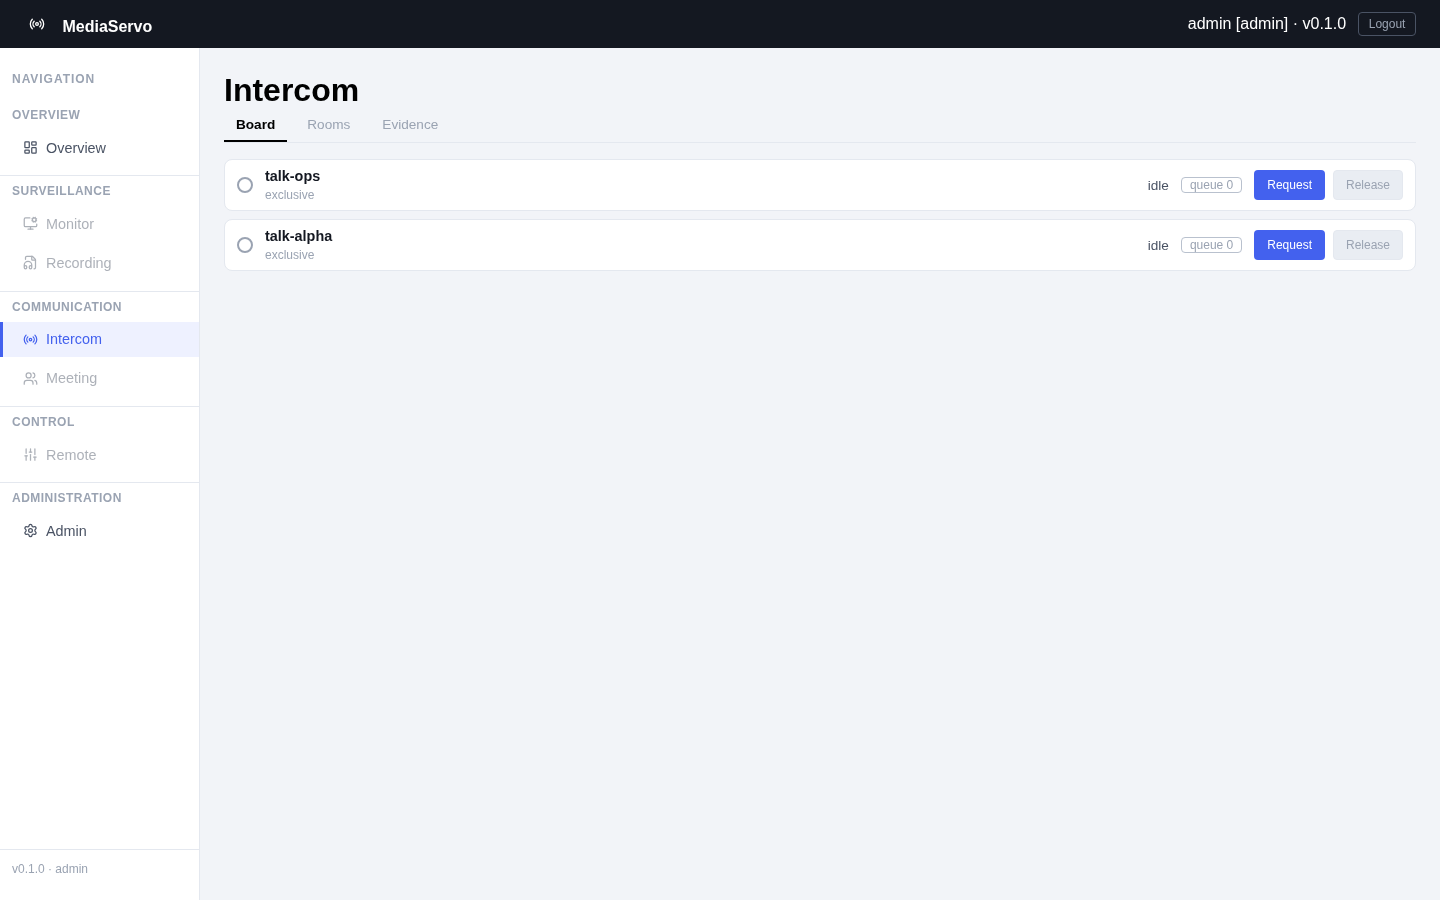 MediaServo
admin [admin] · v0.1.0
Logout
NAVIGATION
OVERVIEW
Overview
SURVEILLANCE
Monitor
Recording
COMMUNICATION
Intercom
Meeting
CONTROL
Remote
ADMINISTRATION
Admin
v0.1.0 · admin
Intercom
Board Rooms Evidence
talk-ops
exclusive
idle queue 0 Request Release
talk-alpha
exclusive
idle queue 0 Request Release